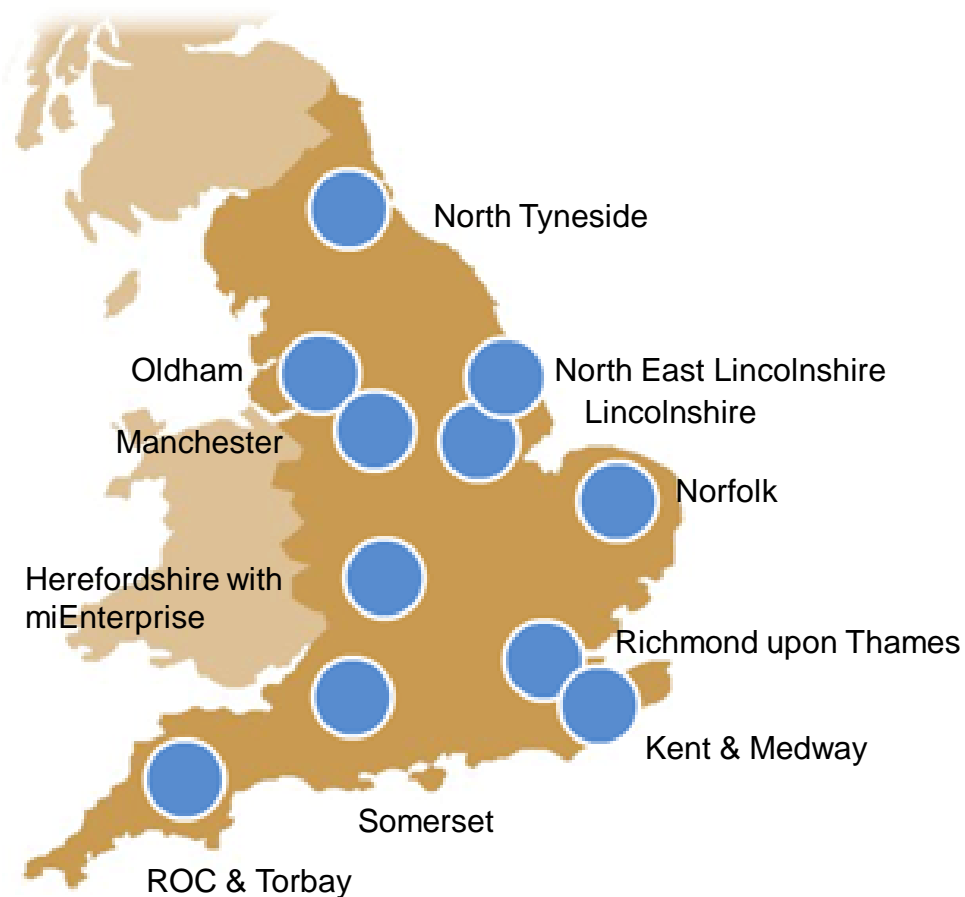 North Tyneside
Oldham
North East Lincolnshire
Lincolnshire
Manchester
Norfolk
Herefordshire with
miEnterprise
Richmond upon Thames
Kent & Medway
Somerset
ROC & Torbay